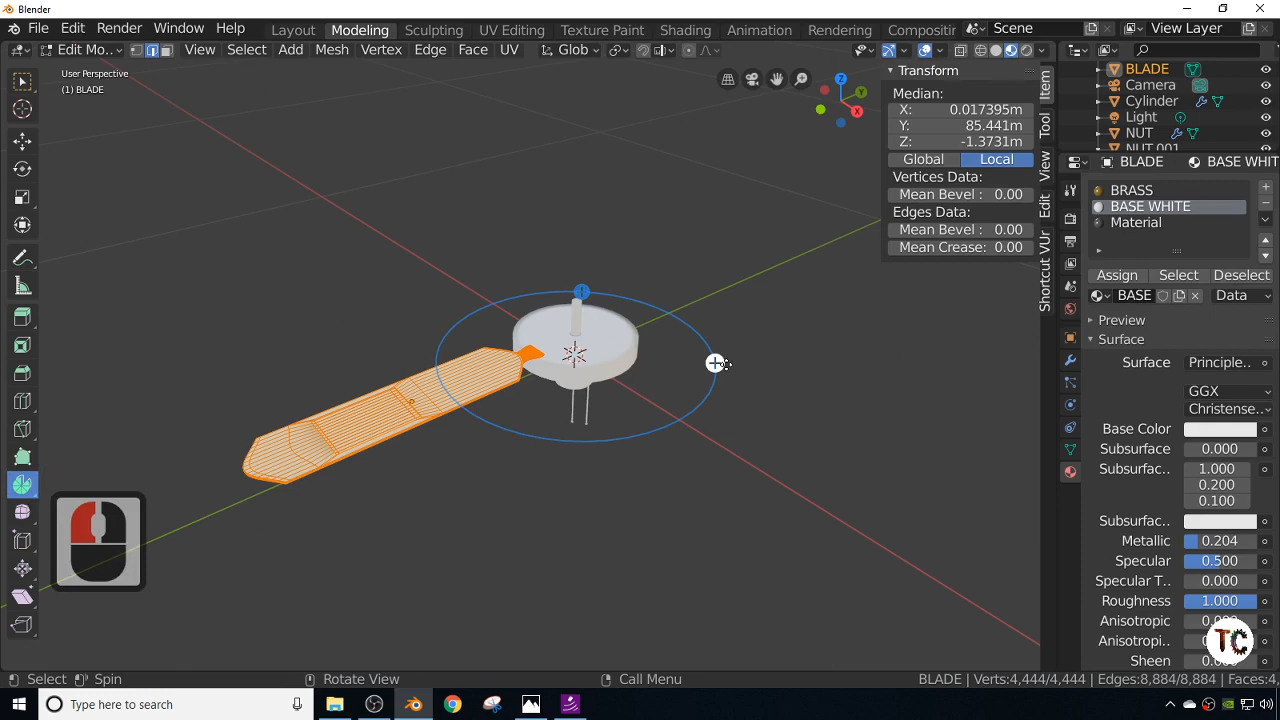 Blender
File Edit Render Window Help Layout Modeling Sculpting UV Editing Texture Paint Shading Animation Rendering Compositir Scene View Layer
Edit Mo... View Select Add Mesh Vertex Edge Face UV Glob
User Perspective
(1) BLADE
Transform
Median:
X: 0.017395m
Y: 85.441m
Z: -1.3731m
Global Local
Vertices Data:
Mean Bevel : 0.00
Edges Data:
Mean Bevel : 0.00
Mean Crease: 0.00
Item
Tool
View
Edit
Shortcut VUr
BLADE
Camera
Cylinder
Light
NUT
NUT.001
BLADE BASE WHIT
BRASS
BASE WHITE
Material
Assign Select Deselect
BASE Data
Preview
Surface
Surface Principle..
GGX
Christense..
Base Color
Subsurface 0.000
Subsurfac.. 1.000
0.200
0.100
Subsurfac...
Metallic 0.204
Specular 0.500
Specular T.. 0.000
Roughness 1.000
Anisotropic 0.000
Anisotropi..
Sheen
TC
Select Spin Rotate View Call Menu BLADE | Verts:4,444/4,444 | Edges:8,884/8,884 | Faces:4,
Type here to search